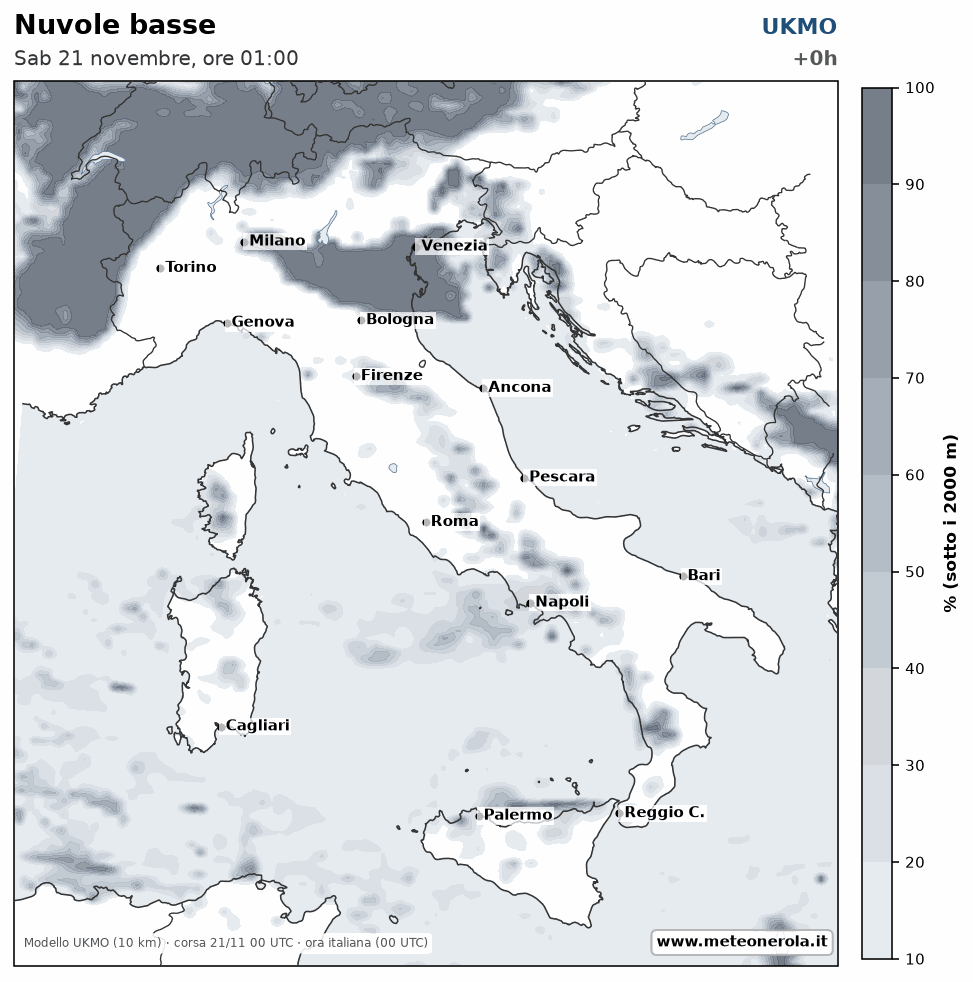 Nuvole basse
UKMO
Sab 21 novembre, ore 01:00
+0h
Milano
Venezia
Torino
Genova
Bologna
Firenze
Ancona
Pescara
Roma
Bari
Napoli
Cagliari
Palermo
Reggio C.
Modello UKMO (10 km) · corsa 21/11 00 UTC · ora italiana (00 UTC)
www.meteonerola.it
100
90
80
70
60
50
40
30
20
10
% (sotto i 2000 m)